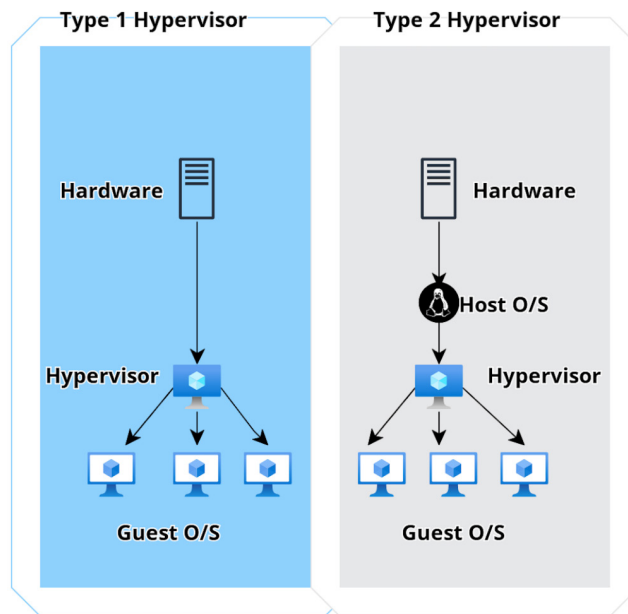 Type 1 Hypervisor
Hardware
Hypervisor
Guest O/S
Type 2 Hypervisor
Hardware
Host O/S
Hypervisor
Guest O/S